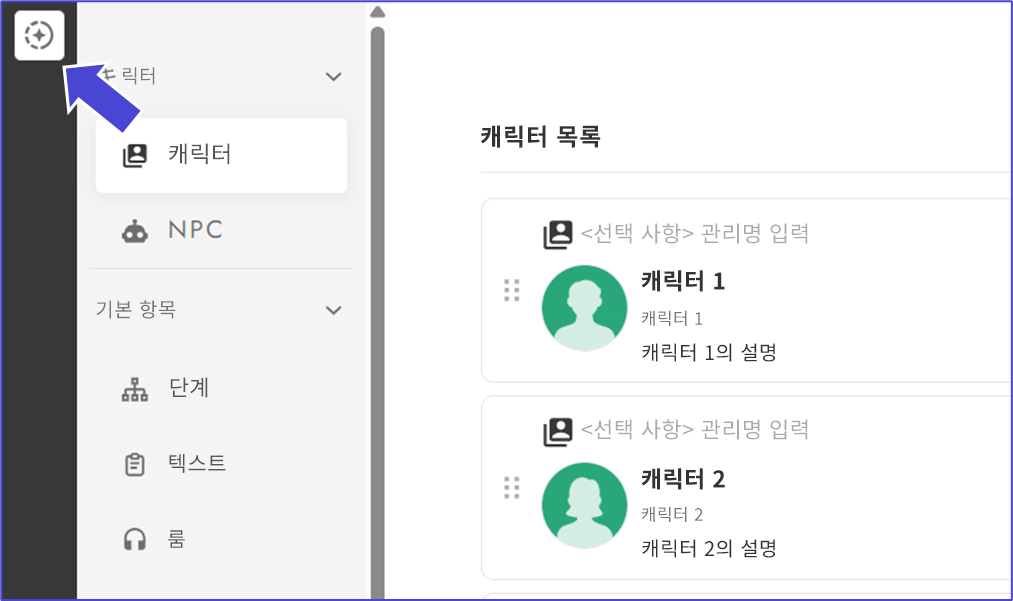 릭터
캐릭터
NPC
기본 항목
단계
텍스트
룸
캐릭터 목록
<선택 사항> 관리명 입력
캐릭터 1
캐릭터 1
캐릭터 1의 설명
<선택 사항> 관리명 입력
캐릭터 2
캐릭터 2
캐릭터 2의 설명